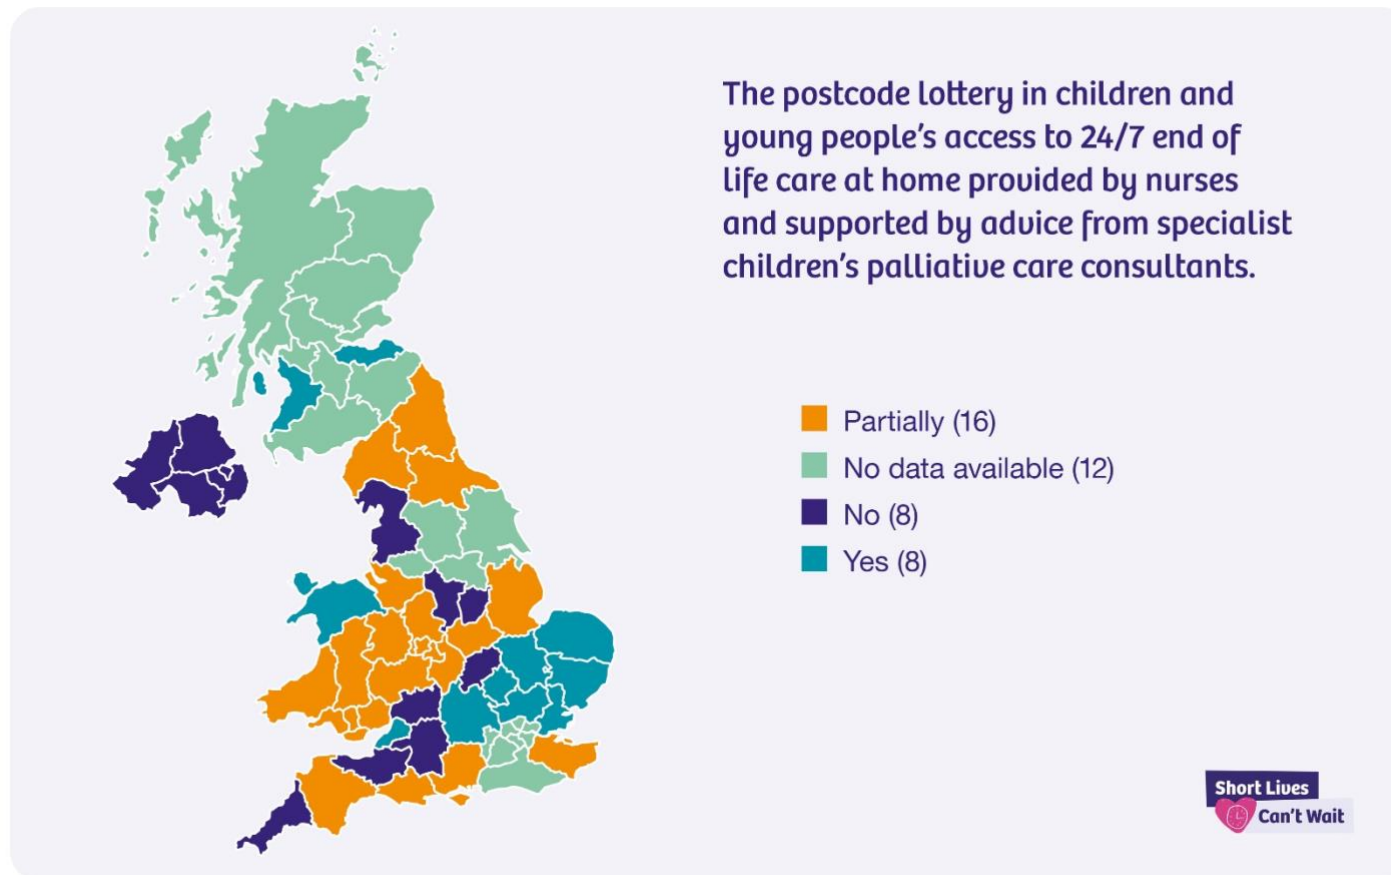 The postcode lottery in children and
young people's access to 24/7 end of
life care at home provided by nurses
and supported by advice from specialist
children's palliative care consultants.
Partially (16)
No data available (12)
No (8)
Yes (8)
Short Lives
Can't Wait